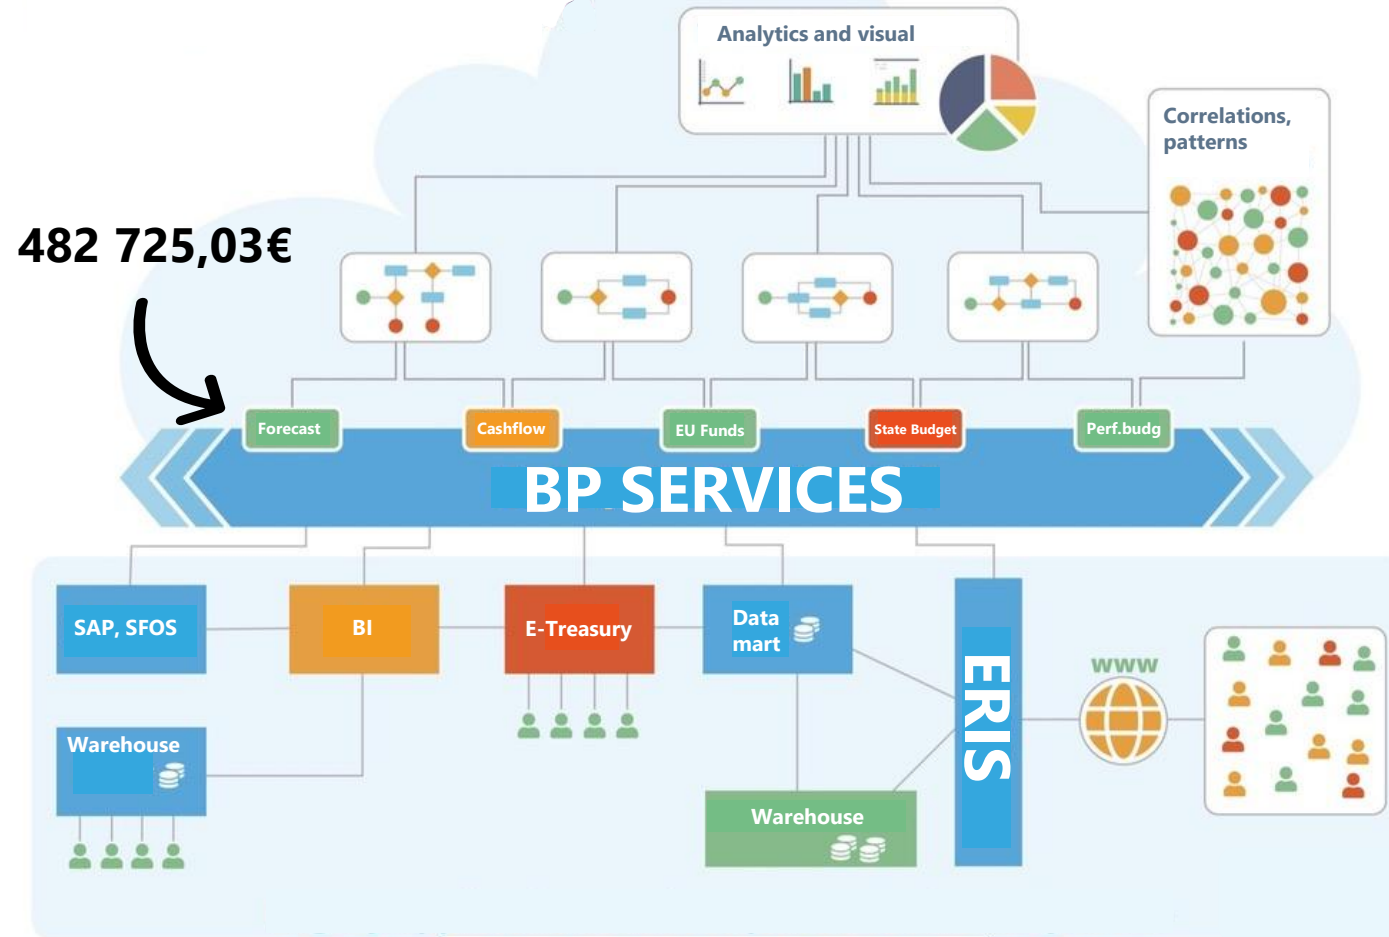 Analytics and visual
Correlations,
patterns
482 725,03€
Forecast
Cashflow
EU Funds
State Budget
Perf.budg
BP SERVICES
SAP, SFOS
BI
E-Treasury
Data
mart
ERIS
www
Warehouse
Warehouse